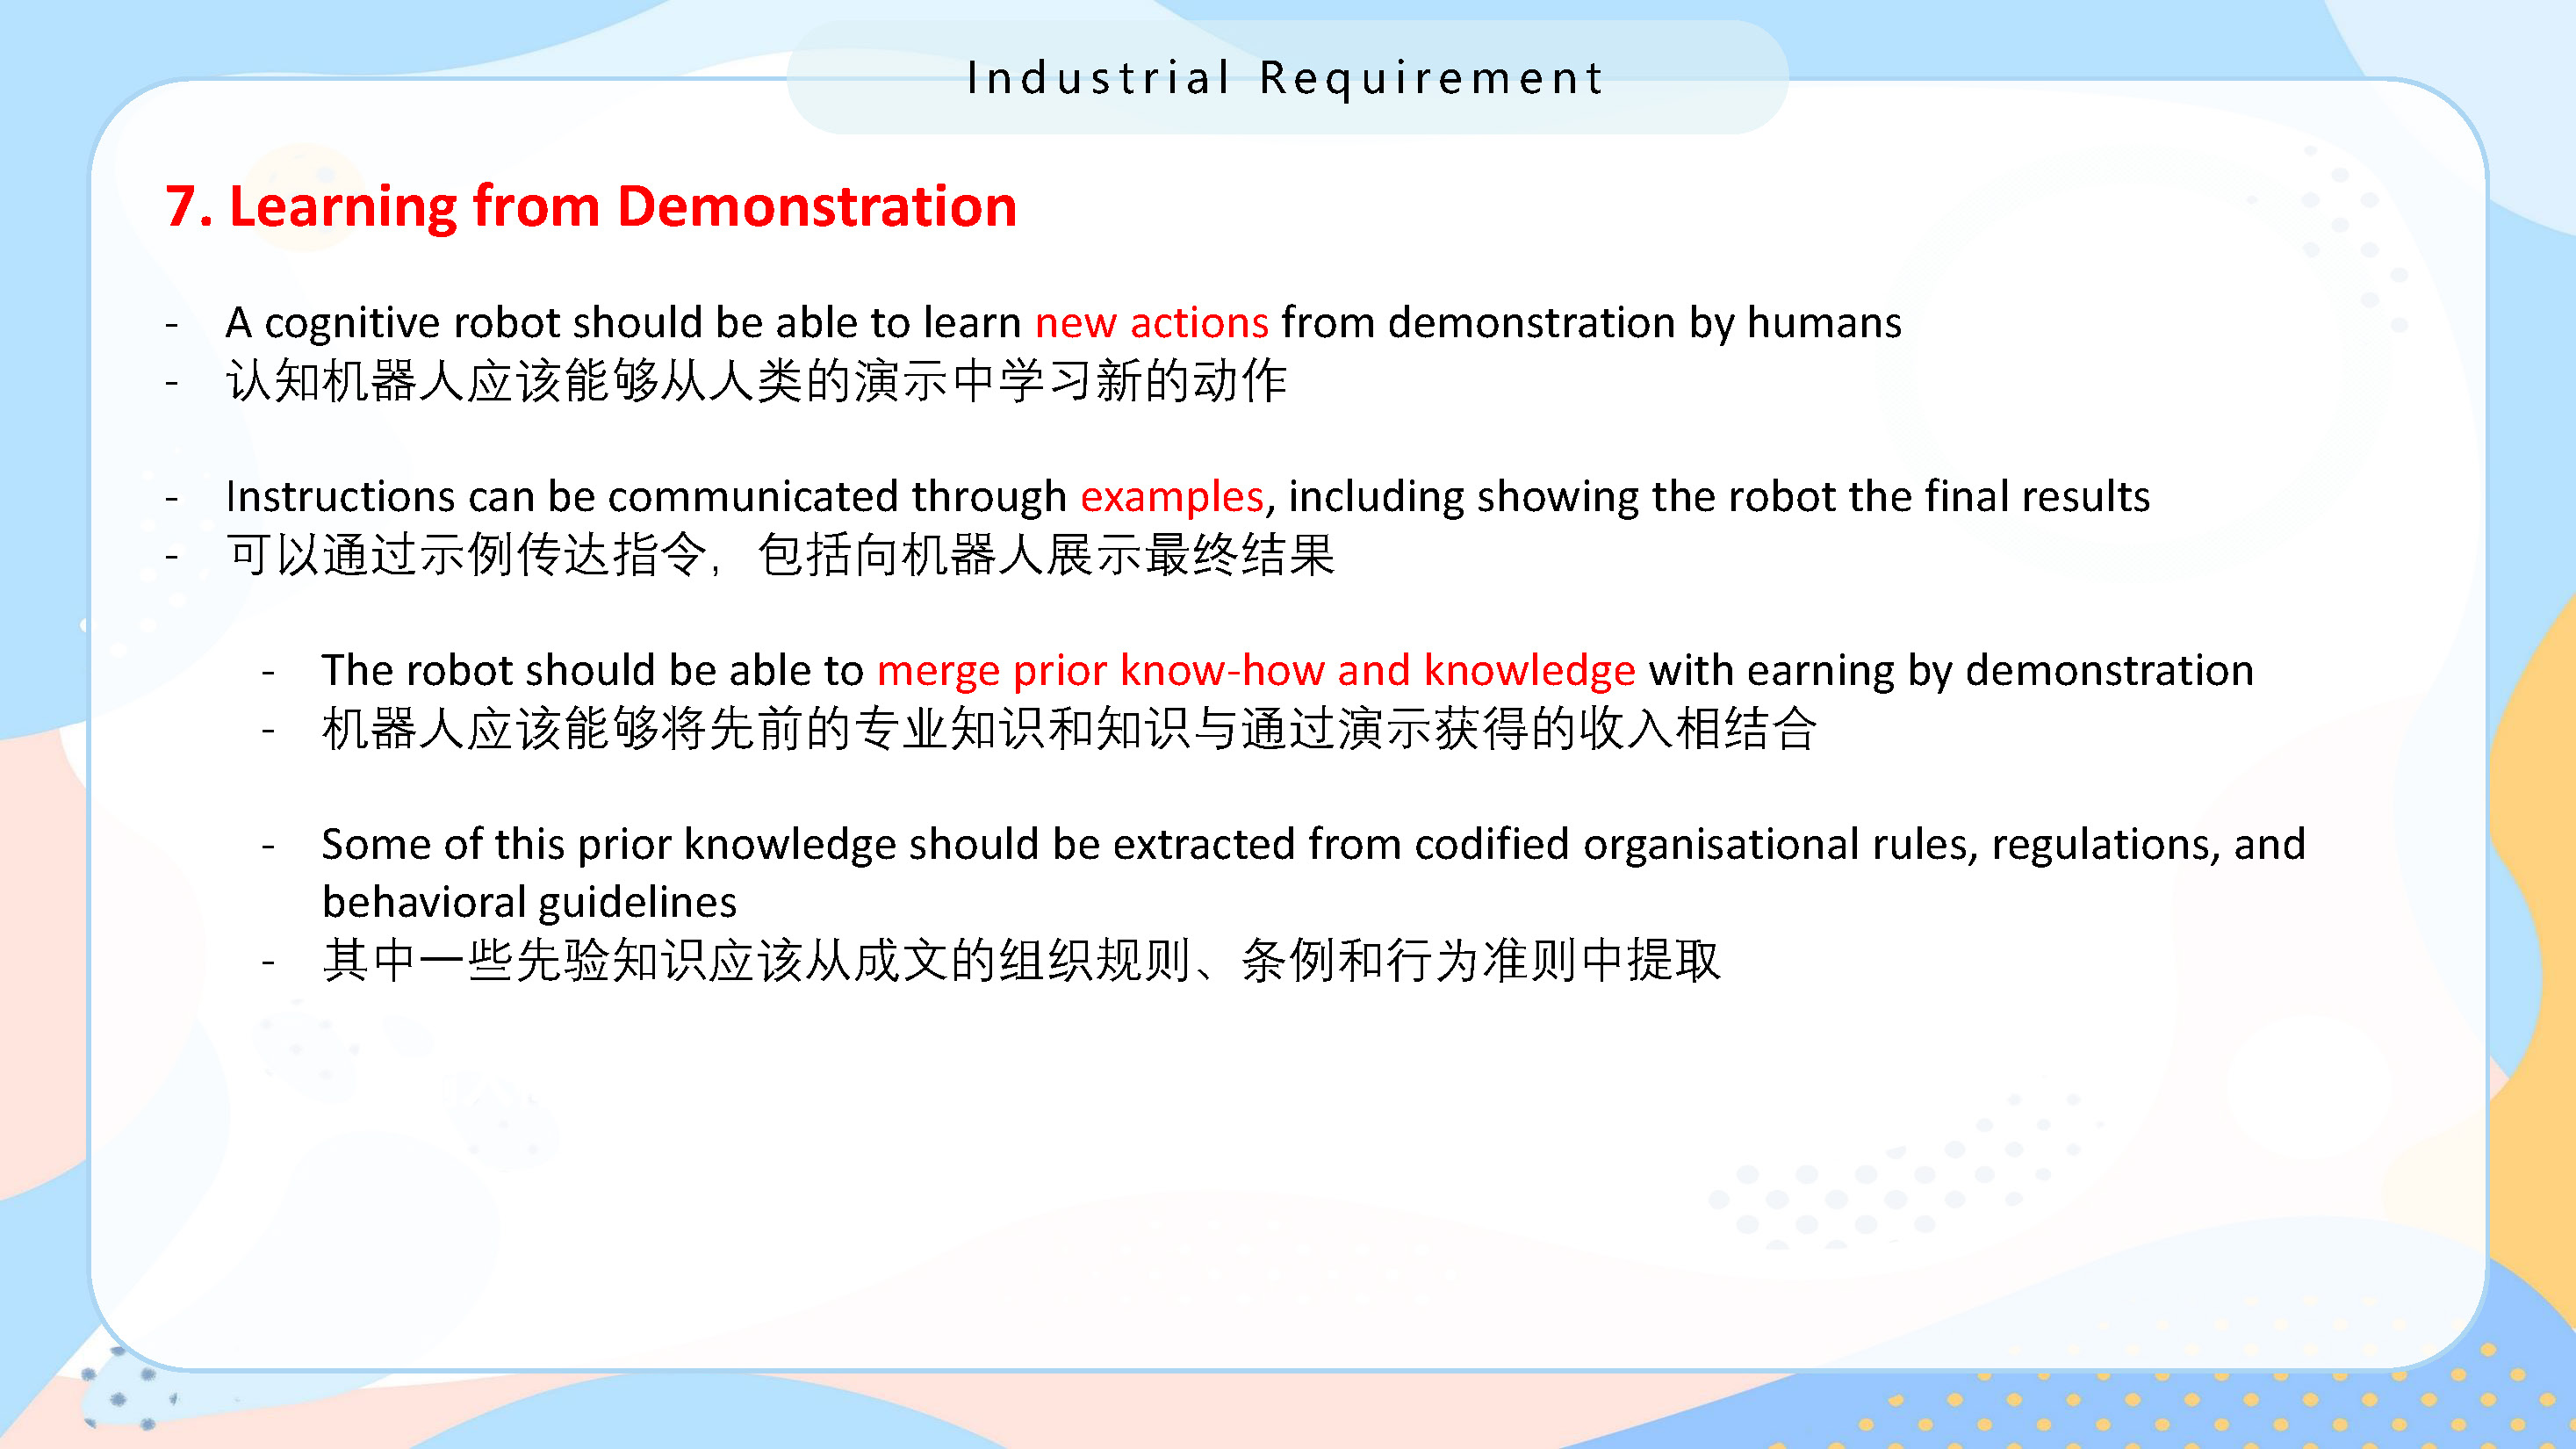 Industrial Requirement
7. Learning from Demonstration
- A cognitive robot should be able to learn new actions from demonstration by humans
- 认知机器人应该能够从人类的演示中学习新的动作
- Instructions can be communicated through examples, including showing the robot the final results
- 可以通过示例传达指令，包括向机器人展示最终结果
- The robot should be able to merge prior know-how and knowledge with earning by demonstration
- 机器人应该能够将先前的专业知识和知识与通过演示获得的收入相结合
- Some of this prior knowledge should be extracted from codified organisational rules, regulations, and
behavioral guidelines
- 其中一些先验知识应该从成文的组织规则、条例和行为准则中提取